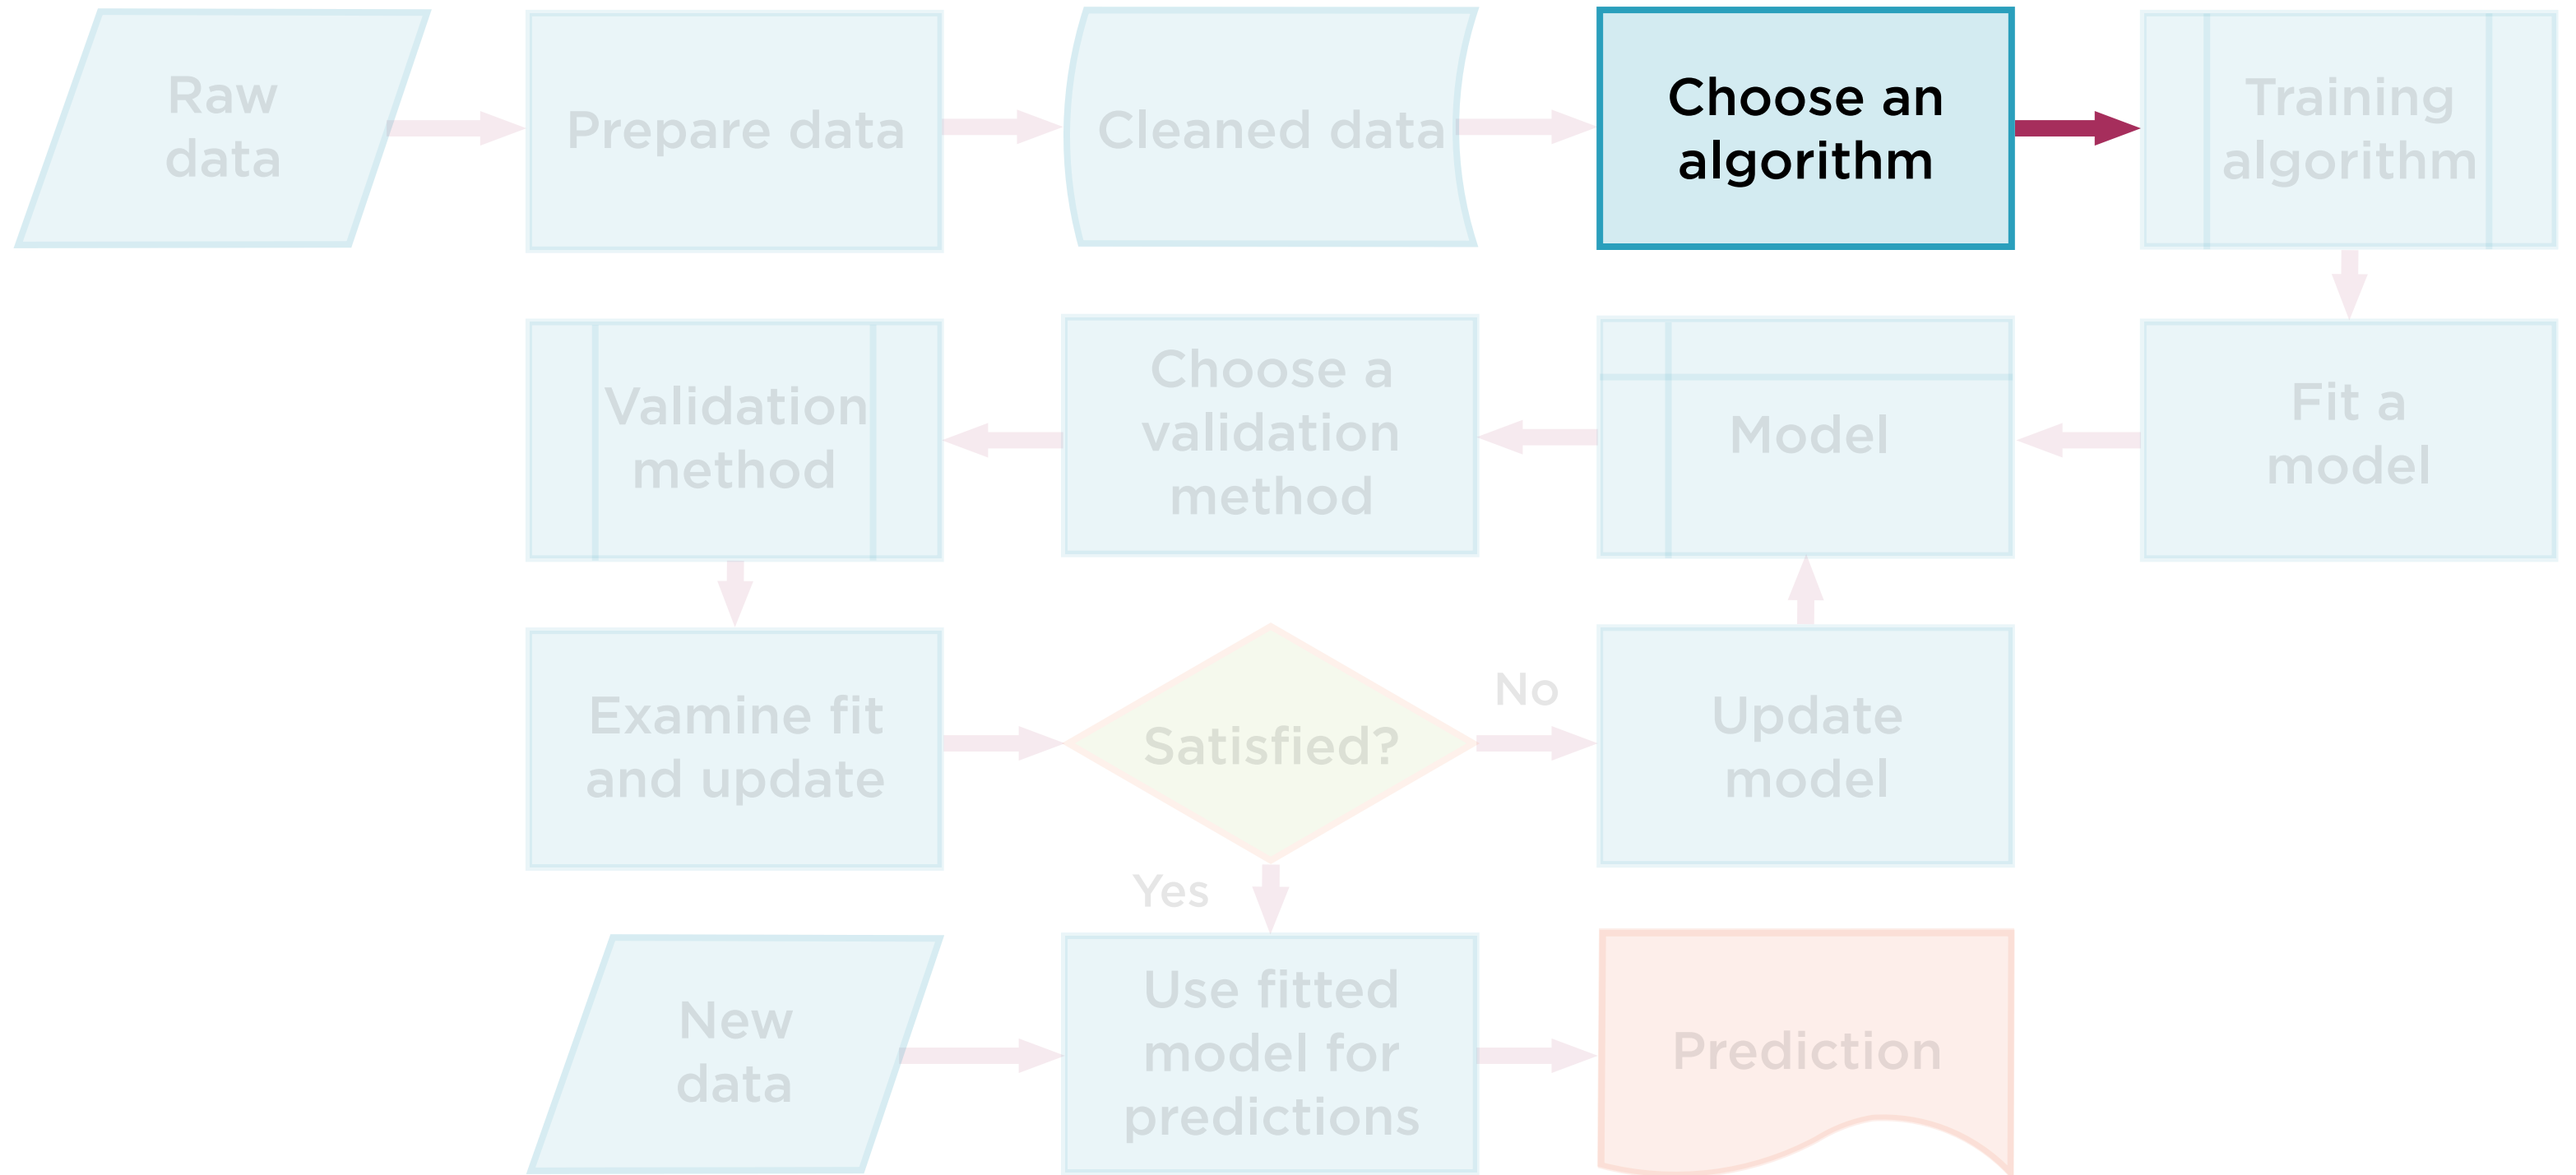 Raw
data
Prepare data
Cleaned data
Choose an
algorithm
Training
algorithm
Validation
method
Choose a
validation
method
Model
Fit a
model
Examine fit
and update
Satisfied?
No
Update
model
Yes
New
data
Use fitted
model for
predictions
Prediction